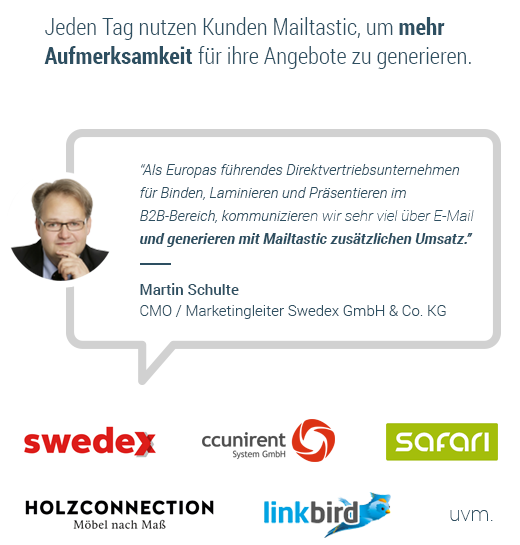 Jeden Tag nutzen Kunden Mailtastic, um mehr
Aufmerksamkeit für ihre Angebote zu generieren.
“Als Europas führendes Direktvertriebsunternehmen
für Binden, Laminieren und Präsentieren im
B2B-Bereich, kommunizieren wir sehr viel über E-Mail
und generieren mit Mailtastic zusätzlichen Umsatz.”
Martin Schulte
CMO / Marketingleiter Swedex GmbH & Co. KG
swedex
ccunirent
System GmbH
safari
HOLZCONNECTION
Möbel nach Maß
linkbird
uvm.